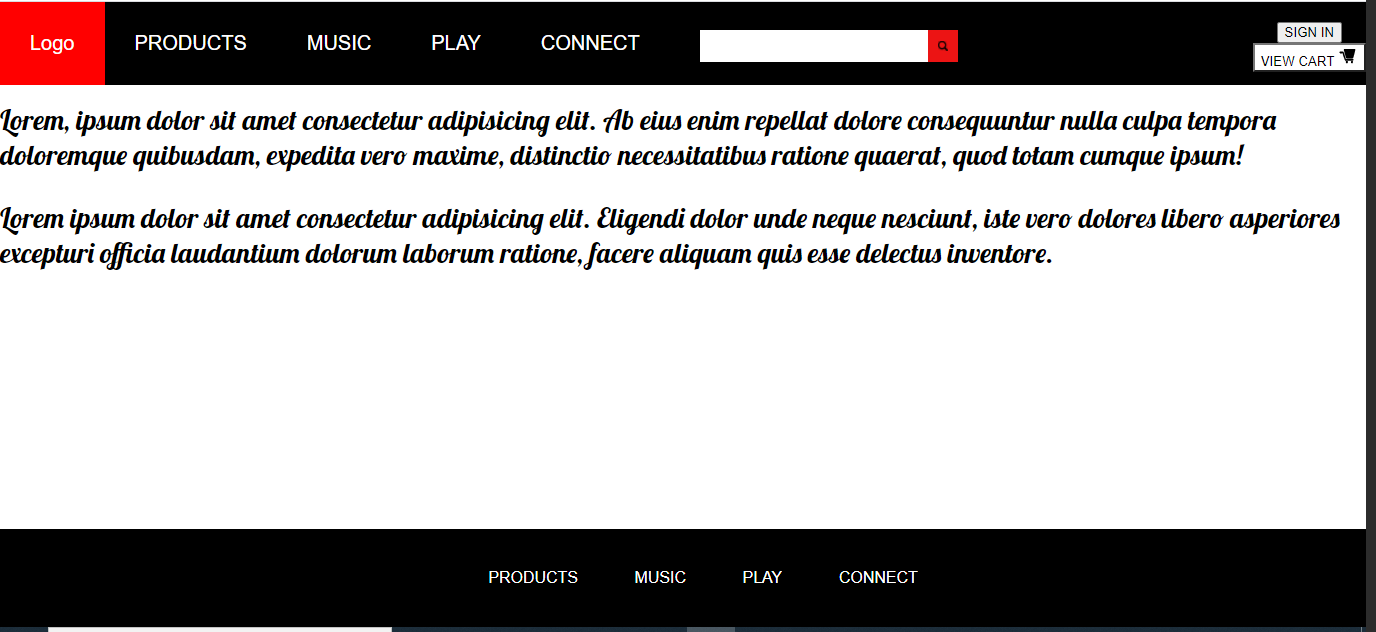 Logo PRODUCTS MUSIC PLAY CONNECT
SIGN IN
VIEW CART
Lorem, ipsum dolor sit amet consectetur adipisicing elit. Ab eius enim repellat dolore consequuntur nulla culpa tempora
doloremque quibusdam, expedita vero maxime, distinctio necessitatibus ratione quaerat, quod totam cumque ipsum!
Lorem ipsum dolor sit amet consectetur adipisicing elit. Eligendi dolor unde neque nesciunt, iste vero dolores libero asperiores
excepturi officia laudantium dolorum laborum ratione, facere aliquam quis esse delectus inventore.
PRODUCTS MUSIC PLAY CONNECT